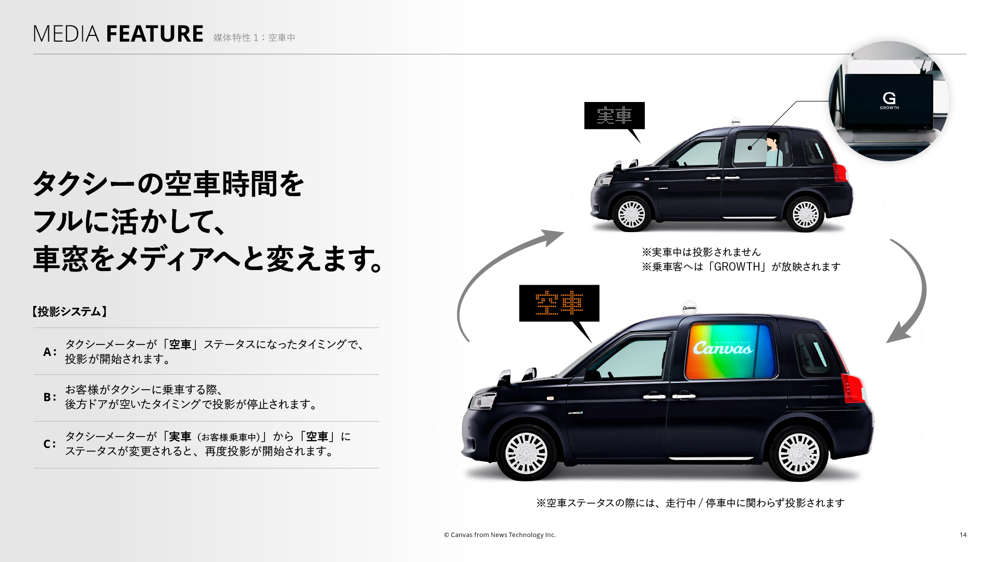 MEDIA FEATURE 媒体特性 1：空車中
タクシーの空車時間を
フルに活かして、
車窓をメディアへと変えます。
【投影システム】
A： タクシーメーターが「空車」ステータスになったタイミングで、
投影が開始されます。
B： お客様がタクシーに乗車する際、
後方ドアが空いたタイミングで投影が停止されます。
C： タクシーメーターが「実車（お客様乗車中）」から「空車」に
ステータスが変更されると、再度投影が開始されます。
実車
Canvas
G
GROWTH
HYBRID
※実車中は投影されません
※乗車客へは「GROWTH」が放映されます
空車
Canvas
Canvas
HYBRID
※空車ステータスの際には、走行中 / 停車中に関わらず投影されます
© Canvas from News Technology Inc.
14